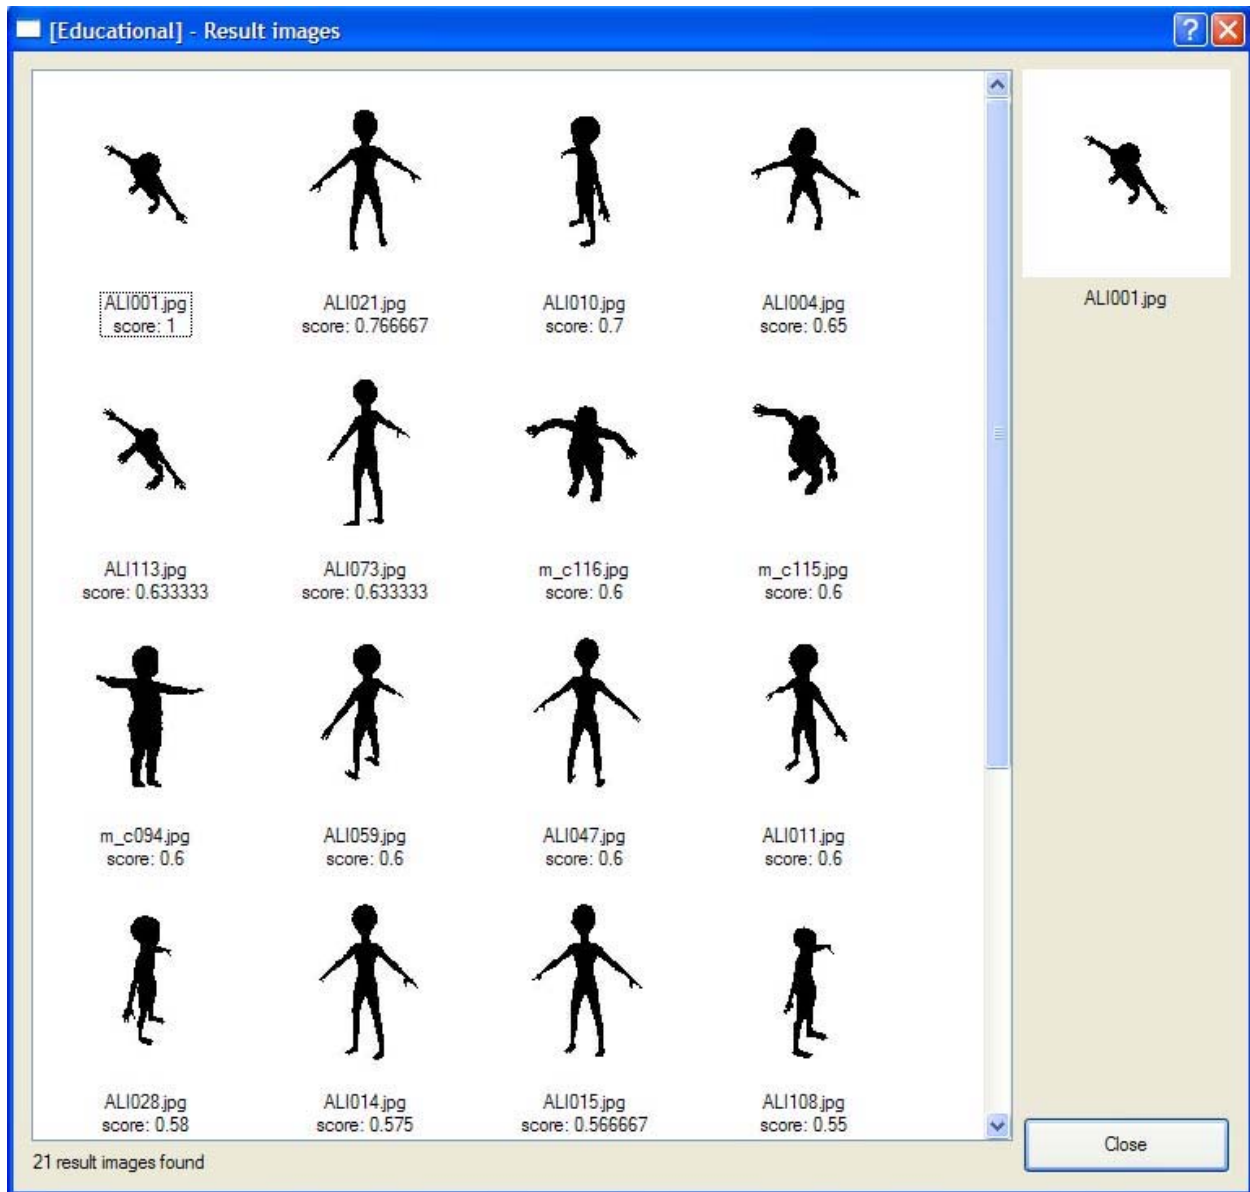 [Educational] - Result images
ALI001.jpg
score: 1
ALI021.jpg
score: 0.766667
ALI010.jpg
score: 0.7
ALI004.jpg
score: 0.65
ALI001.jpg
ALI113.jpg
score: 0.633333
ALI073.jpg
score: 0.633333
m_c116.jpg
score: 0.6
m_c115.jpg
score: 0.6
m_c094.jpg
score: 0.6
ALI059.jpg
score: 0.6
ALI047.jpg
score: 0.6
ALI011.jpg
score: 0.6
ALI028.jpg
score: 0.58
ALI014.jpg
score: 0.575
ALI015.jpg
score: 0.566667
ALI108.jpg
score: 0.55
Close
21 result images found